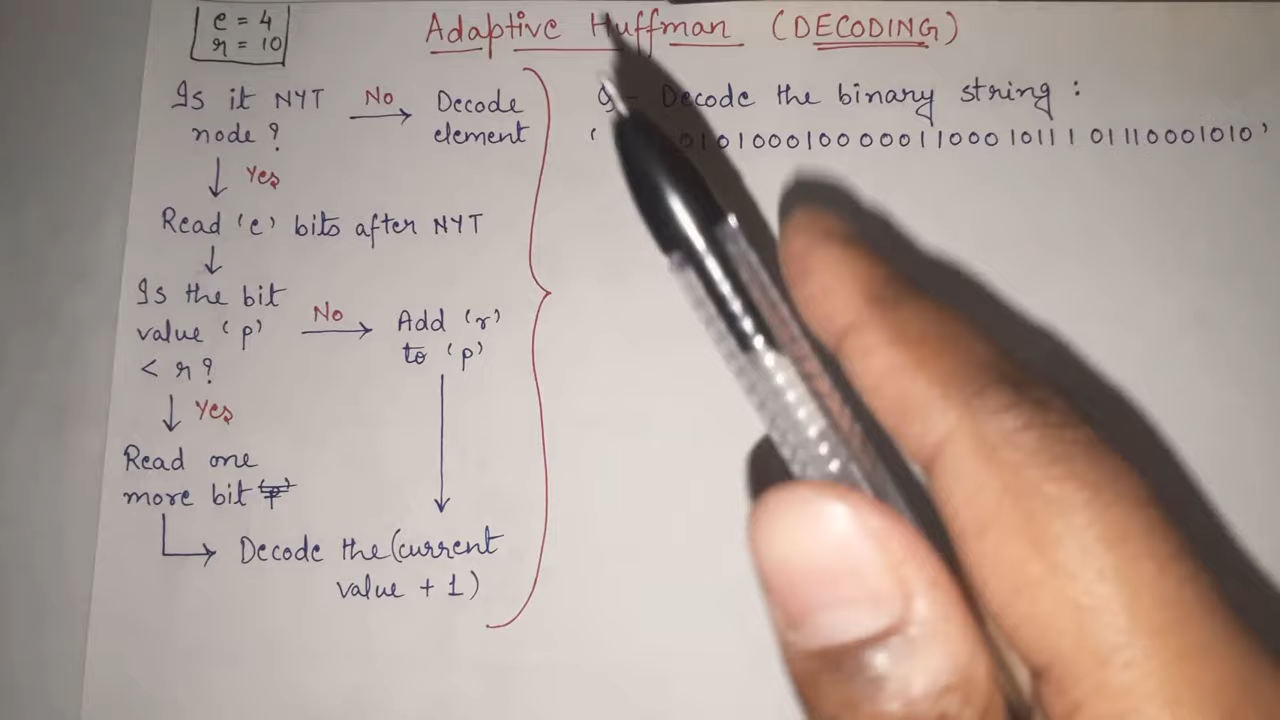 e = 4
r = 10
Adaptive Huffman (DECODING)
Is it NYT
node ?
No
Decode
element
Yes
Read 'e' bits after NYT
Is the bit
value 'p'
< r ?
No
Add 'r'
to 'p'
Yes
Read one
more bit
Decode the (current
value + 1)
Decode the binary string :
' 0101000100000110001011101110001010'